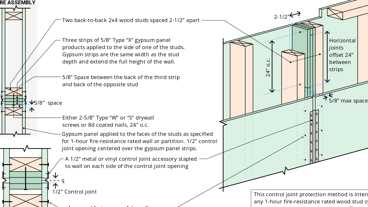 RE ASSEMBLY
Two back-to-back 2x4 wood studs spaced 2-1/2" apart
2-1/2"
Three strips of 5/8" Type "X" gypsum panel
products applied to the side of one of the studs.
Gypsum strips are the same width as the stud
depth and extend the full height of the wall.
Horizontal
joints
offset 24"
between
strips
24" o.c.
5/8" Space between the back of the third strip
and back of the opposite stud
5/8" space
5/8" max space
Either 2-5/8" Type "W" or "S" drywall
screws or 8d coated nails, 24" o.c.
Gypsum panel applied to the faces of the studs as specified
for 1-hour fire-resistance rated wall or partition. 1/2" control
joint opening centered over the gypsum panel strips.
A 1/2" metal or vinyl control joint accessory stapled
to wall on each side of the control joint opening
1/2" Control joint
This control joint protection method is inten
any 1-hour fire-resistance rated wood stud s